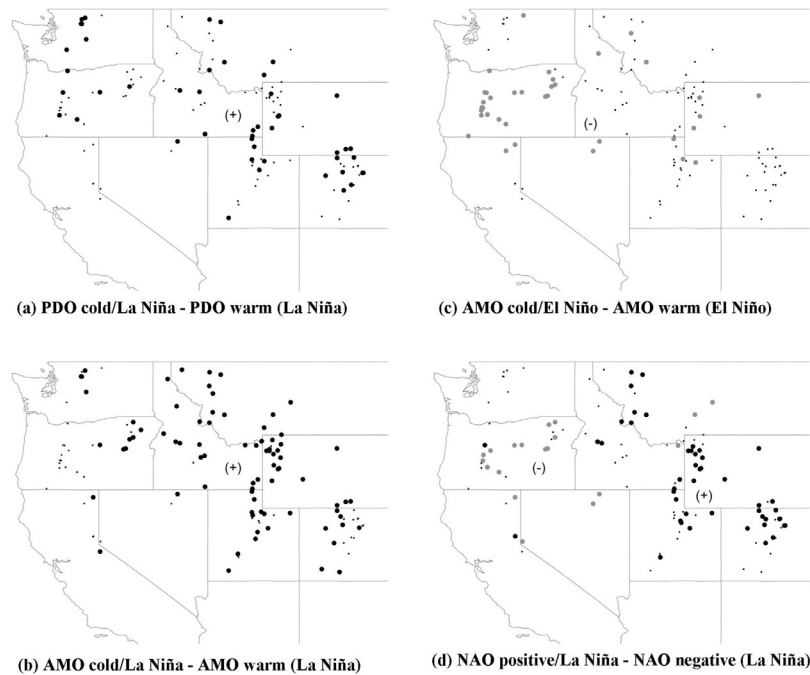 (+)
(a) PDO cold/La Niña - PDO warm (La Niña)
(-)
(c) AMO cold/El Niño - AMO warm (El Niño)
(+)
(b) AMO cold/La Niña - AMO warm (La Niña)
(-)
(+)
(d) NAO positive/La Niña - NAO negative (La Niña)